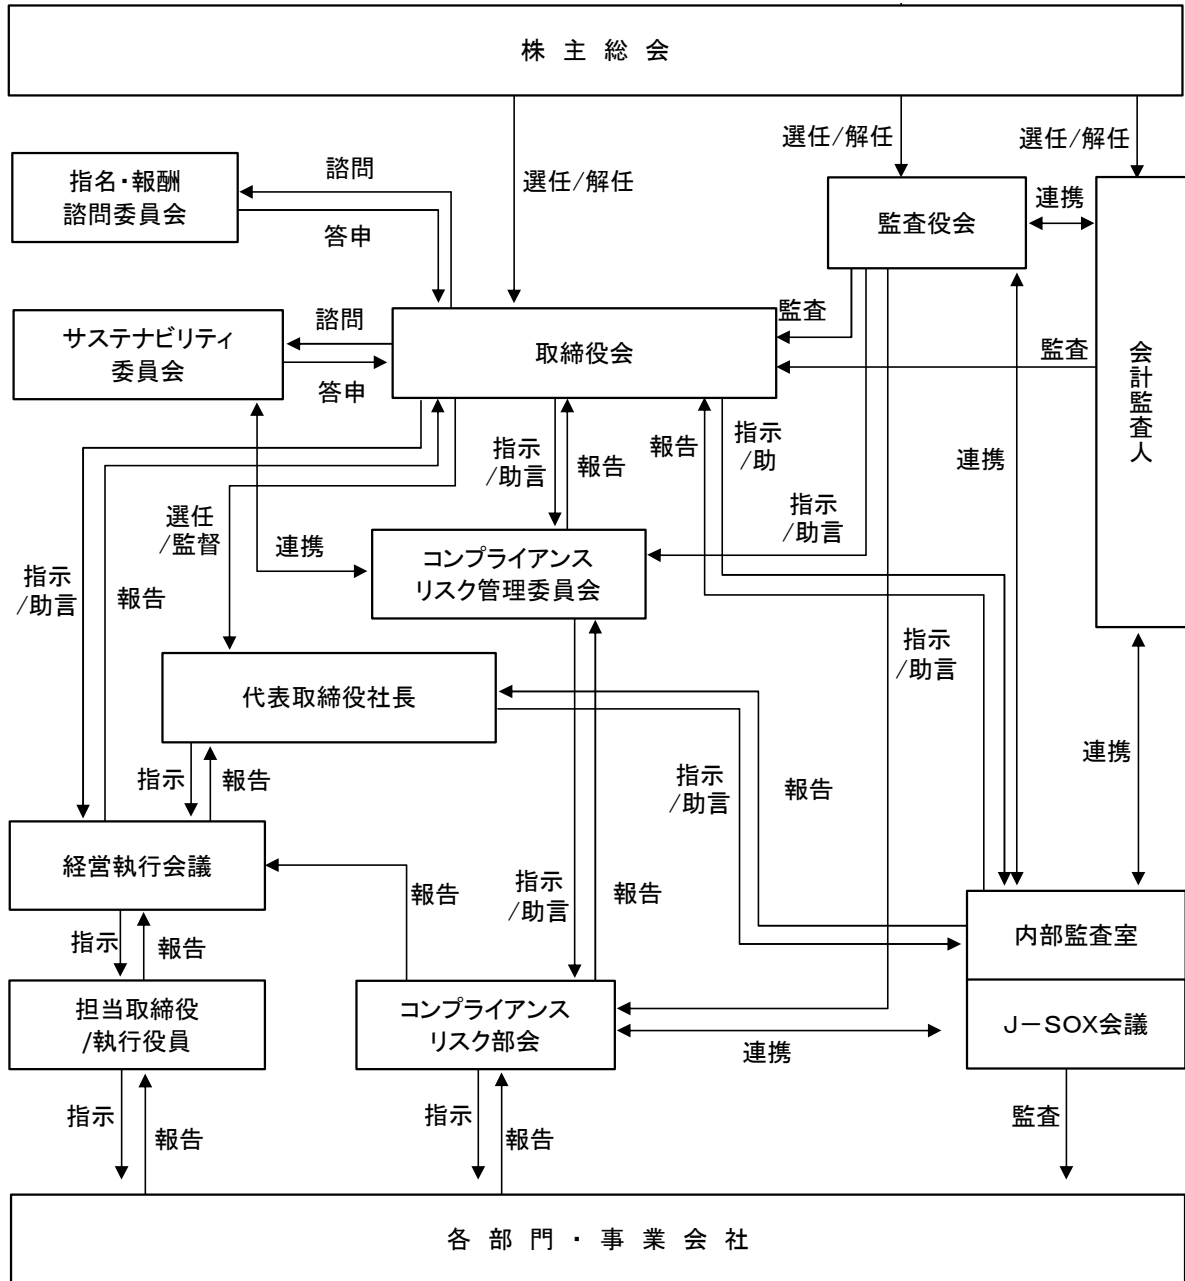 株主総会
選任/解任
選任/解任
選任/解任
指名・報酬
諮問委員会
諮問
答申
監査役会
連携
会計監査人
サステナビリティ
委員会
諮問
答申
取締役会
監査
監査
指示
/助言
報告
報告
指示
/助
連携
選任
/監督
連携
コンプライアンス
リスク管理委員会
指示
/助言
指示
/助言
報告
代表取締役社長
指示
/助言
指示
報告
指示
/助言
報告
連携
経営執行会議
報告
指示
/助言
報告
指示
報告
内部監査室
担当取締役
/執行役員
コンプライアンス
リスク部会
連携
J－SOX会議
指示
報告
指示
報告
監査
各部門・事業会社